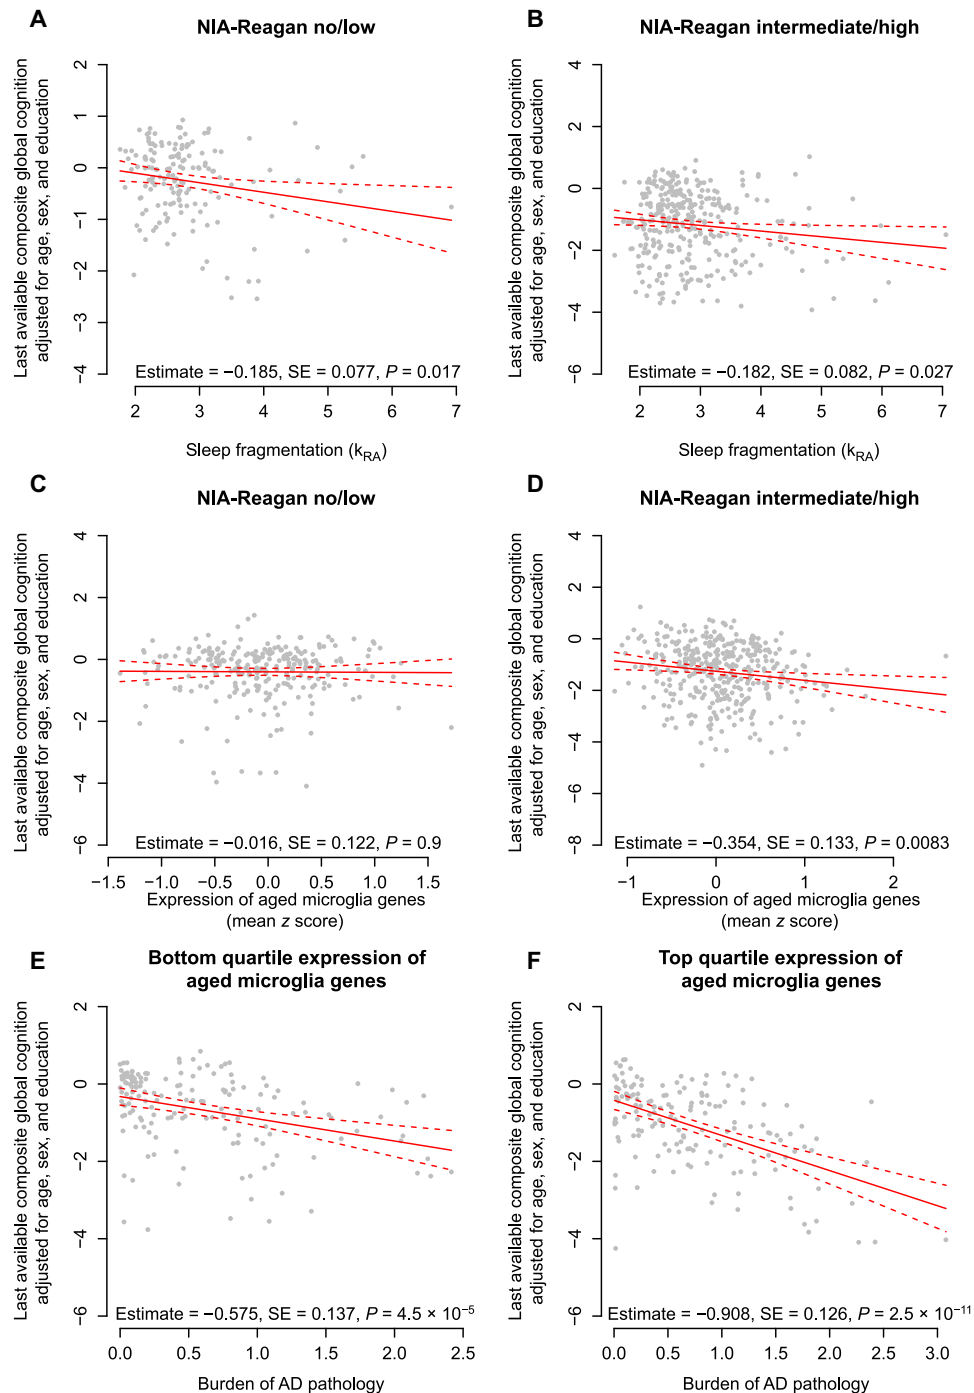 A
NIA-Reagan no/low
Last available composite global cognition
adjusted for age, sex, and education
2
1
0
−1
−2
−3
−4
Estimate = −0.185, SE = 0.077, P = 0.017
2 3 4 5 6 7
Sleep fragmentation (kRA)
B
NIA-Reagan intermediate/high
Last available composite global cognition
adjusted for age, sex, and education
4
2
0
−2
−4
−6
Estimate = −0.182, SE = 0.082, P = 0.027
2 3 4 5 6 7
Sleep fragmentation (kRA)
C
NIA-Reagan no/low
Last available composite global cognition
adjusted for age, sex, and education
4
2
0
−2
−4
−6
Estimate = −0.016, SE = 0.122, P = 0.9
−1.5 −0.5 0.0 0.5 1.0 1.5
Expression of aged microglia genes
(mean z score)
D
NIA-Reagan intermediate/high
Last available composite global cognition
adjusted for age, sex, and education
4
2
0
−2
−4
−6
−8
Estimate = −0.354, SE = 0.133, P = 0.0083
−1 0 1 2
Expression of aged microglia genes
(mean z score)
E
Bottom quartile expression of
aged microglia genes
Last available composite global cognition
adjusted for age, sex, and education
2
0
−2
−4
−6
Estimate = −0.575, SE = 0.137, P = 4.5 × 10⁻⁵
0.0 0.5 1.0 1.5 2.0 2.5
Burden of AD pathology
F
Top quartile expression of
aged microglia genes
Last available composite global cognition
adjusted for age, sex, and education
2
0
−2
−4
−6
Estimate = −0.908, SE = 0.126, P = 2.5 × 10⁻¹¹
0.0 0.5 1.0 1.5 2.0 2.5 3.0
Burden of AD pathology